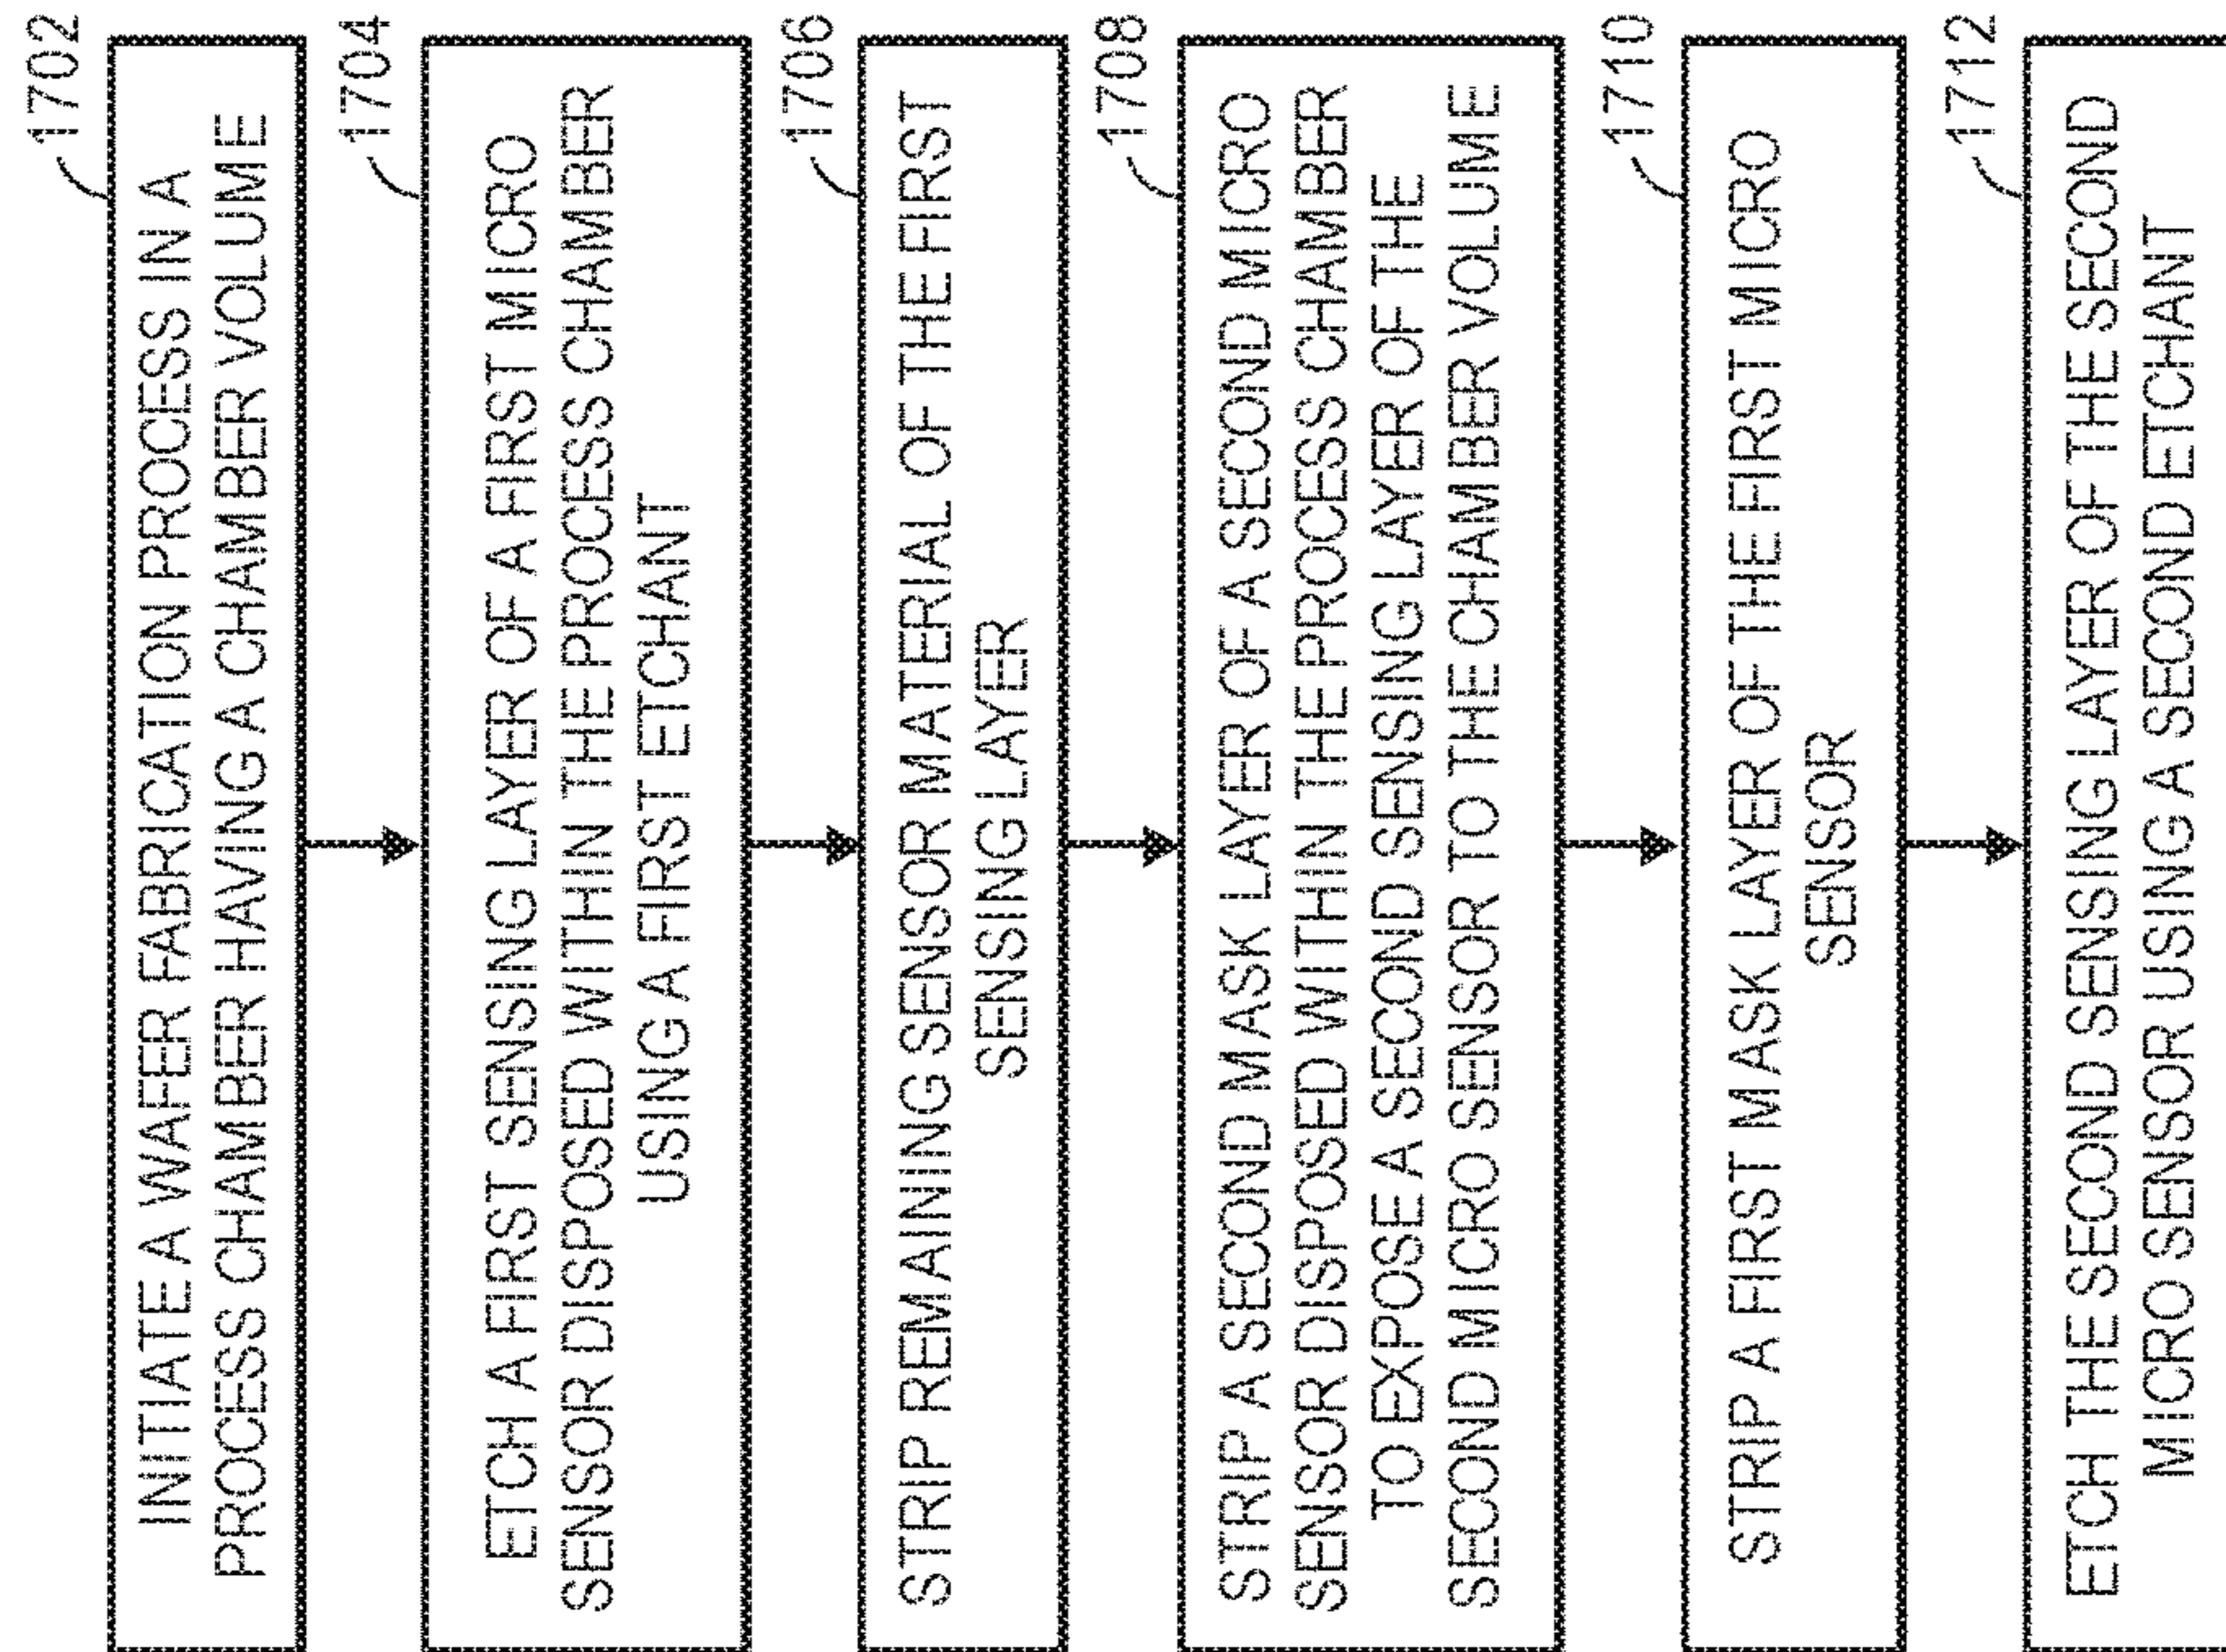 1702
INITIATE A WAFER FABRICATION PROCESS IN A
PROCESS CHAMBER HAVING A CHAMBER VOLUME
1704
ETCH A FIRST SENSING LAYER OF A FIRST MICRO
SENSOR DISPOSED WITHIN THE PROCESS CHAMBER
USING A FIRST ETCHANT
1706
STRIP REMAINING SENSOR MATERIAL OF THE FIRST
SENSING LAYER
1708
STRIP A SECOND MASK LAYER OF A SECOND MICRO
SENSOR DISPOSED WITHIN THE PROCESS CHAMBER
TO EXPOSE A SECOND SENSING LAYER OF THE
SECOND MICRO SENSOR TO THE CHAMBER VOLUME
1710
STRIP A FIRST MASK LAYER OF THE FIRST MICRO
SENSOR
1712
ETCH THE SECOND SENSING LAYER OF THE SECOND
MICRO SENSOR USING A SECOND ETCHANT